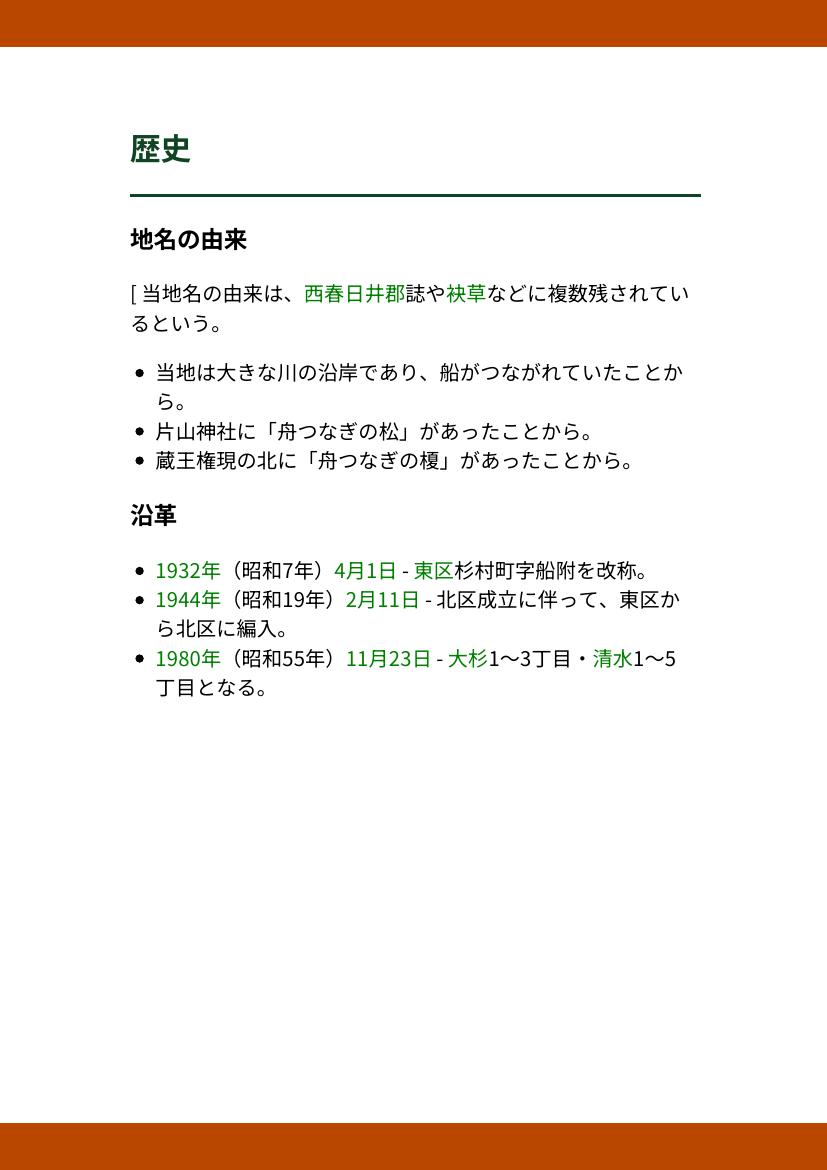 歴史
地名の由来
[ 当地名の由来は、西春日井郡誌や袂草などに複数残されてい
るという。
• 当地は大きな川の沿岸であり、船がつながれていたことか
ら。
• 片山神社に「舟つなぎの松」があったことから。
• 蔵王権現の北に「舟つなぎの榎」があったことから。
沿革
• 1932年（昭和7年）4月1日 - 東区杉村町字船附を改称。
• 1944年（昭和19年）2月11日 - 北区成立に伴って、東区か
ら北区に編入。
• 1980年（昭和55年）11月23日 - 大杉1〜3丁目・清水1〜5
丁目となる。